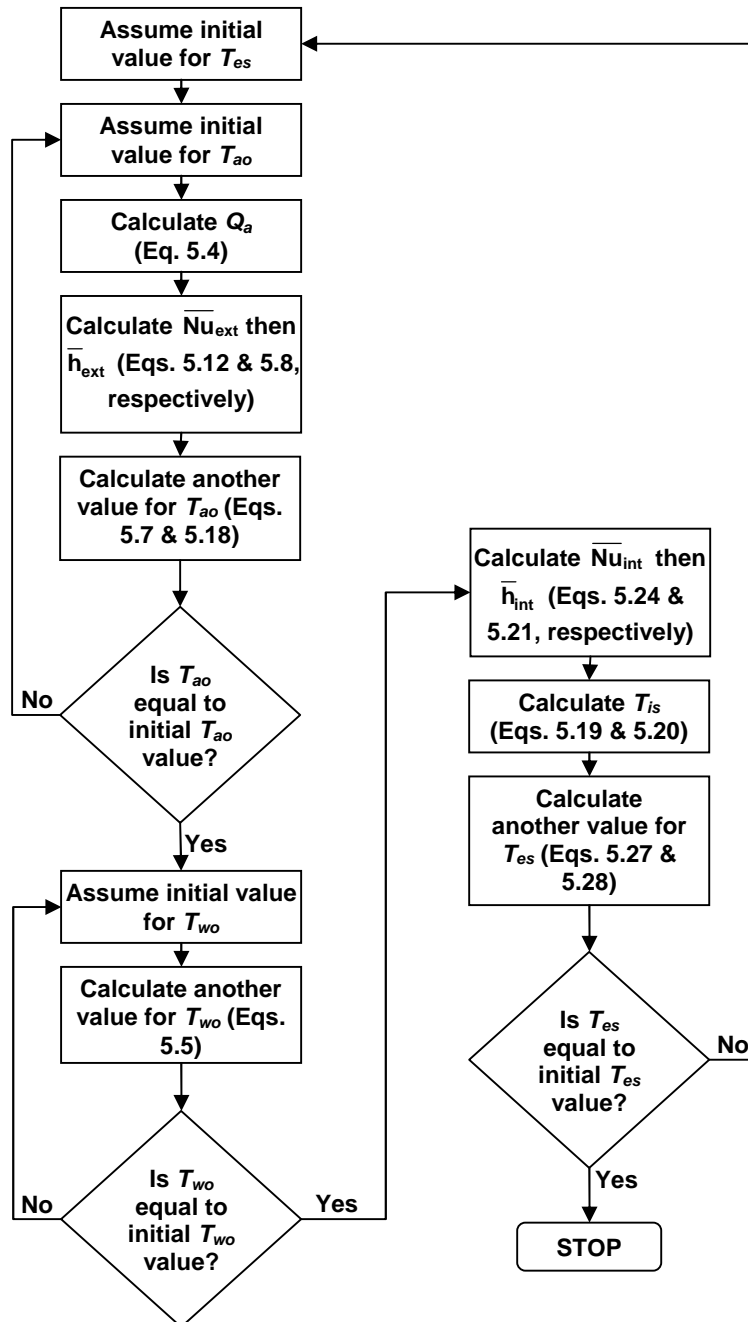 Assume initial
value for Tes
Assume initial
value for Tao
Calculate Qa
(Eq. 5.4)
Calculate Nuext then
hext (Eqs. 5.12 & 5.8,
respectively)
Calculate another
value for Tao (Eqs.
5.7 & 5.18)
Is Tao
equal to
initial Tao
value?
No
Yes
Assume initial value
for Two
Calculate another
value for Two (Eqs.
5.5)
Is Two
equal to
initial Two
value?
No
Yes
Calculate Nuint then
hint (Eqs. 5.24 &
5.21, respectively)
Calculate Tis
(Eqs. 5.19 & 5.20)
Calculate
another value for
Tes (Eqs. 5.27 &
5.28)
Is Tes
equal to
initial Tes
value?
No
Yes
STOP